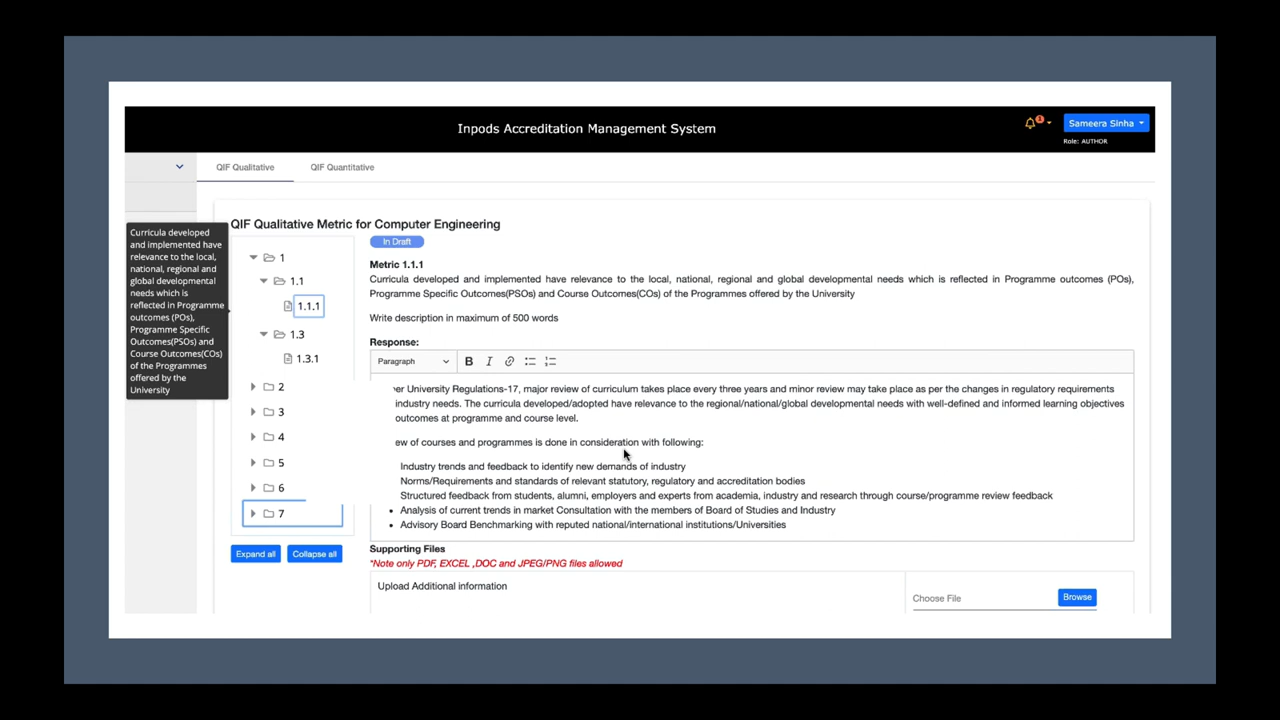 Inpods Accreditation Management System
1
Sameera Sinha
Role: AUTHOR
QIF Qualitative
QIF Quantitative
QIF Qualitative Metric for Computer Engineering
Curricula developed
and implemented have
relevance to the local,
national, regional and
global developmental
needs which is
reflected in Programme
outcomes (POs),
Programme Specific
Outcomes(PSOs) and
Course Outcomes(COs)
of the Programmes
offered by the
University
1
1.1
1.1.1
1.3
1.3.1
2
3
4
5
6
7
Expand all
Collapse all
In Draft
Metric 1.1.1
Curricula developed and implemented have relevance to the local, national, regional and global developmental needs which is reflected in Programme outcomes (POs),
Programme Specific Outcomes(PSOs) and Course Outcomes(COs) of the Programmes offered by the University
Write description in maximum of 500 words
Response:
Paragraph
B I
University Regulations-17, major review of curriculum takes place every three years and minor review may take place as per the changes in regulatory requirements
industry needs. The curricula developed/adopted have relevance to the regional/national/global developmental needs with well-defined and informed learning objectives
outcomes at programme and course level.
ew of courses and programmes is done in consideration with following:
Industry trends and feedback to identify new demands of industry
Norms/Requirements and standards of relevant statutory, regulatory and accreditation bodies
Structured feedback from students, alumni, employers and experts from academia, industry and research through course/programme review feedback
• Analysis of current trends in market Consultation with the members of Board of Studies and Industry
• Advisory Board Benchmarking with reputed national/international institutions/Universities
Supporting Files
*Note only PDF, EXCEL ,DOC and JPEG/PNG files allowed
Upload Additional information
Choose File
Browse